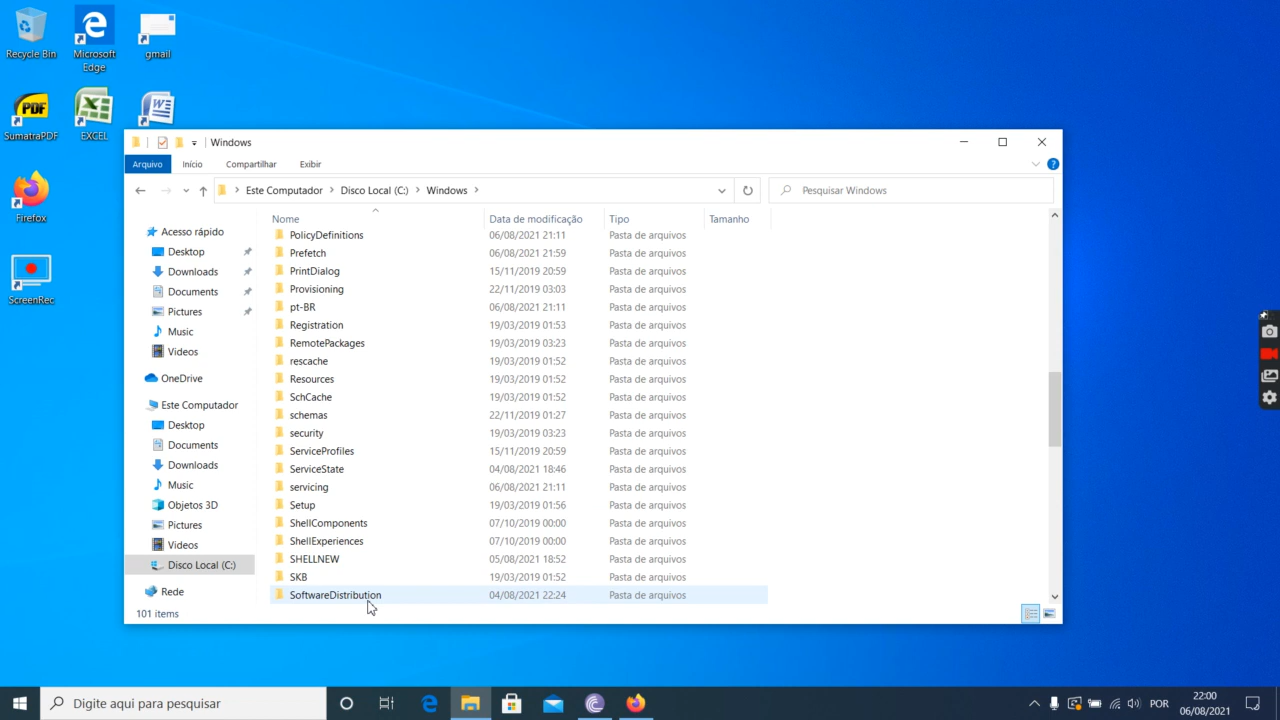 Recycle Bin
Microsoft Edge
gmail
PDF
SumatraPDF
EXCEL
Firefox
ScreenRec
Windows
Arquivo Início Compartilhar Exibir
Este Computador Disco Local (C:) Windows
Pesquisar Windows
Nome Data de modificação Tipo Tamanho
Acesso rápido
Desktop
Downloads
Documents
Pictures
Music
Videos
OneDrive
Este Computador
Desktop
Documents
Downloads
Music
Objetos 3D
Pictures
Videos
Disco Local (C:)
Rede
PolicyDefinitions 06/08/2021 21:11 Pasta de arquivos
Prefetch 06/08/2021 21:59 Pasta de arquivos
PrintDialog 15/11/2019 20:59 Pasta de arquivos
Provisioning 22/11/2019 03:03 Pasta de arquivos
pt-BR 06/08/2021 21:11 Pasta de arquivos
Registration 19/03/2019 01:53 Pasta de arquivos
RemotePackages 19/03/2019 03:23 Pasta de arquivos
rescache 19/03/2019 01:52 Pasta de arquivos
Resources 19/03/2019 01:52 Pasta de arquivos
SchCache 19/03/2019 01:52 Pasta de arquivos
schemas 22/11/2019 01:27 Pasta de arquivos
security 19/03/2019 03:23 Pasta de arquivos
ServiceProfiles 15/11/2019 20:59 Pasta de arquivos
ServiceState 04/08/2021 18:46 Pasta de arquivos
servicing 06/08/2021 21:11 Pasta de arquivos
Setup 19/03/2019 01:56 Pasta de arquivos
ShellComponents 07/10/2019 00:00 Pasta de arquivos
ShellExperiences 07/10/2019 00:00 Pasta de arquivos
SHELLNEW 05/08/2021 18:52 Pasta de arquivos
SKB 19/03/2019 01:52 Pasta de arquivos
SoftwareDistribution 04/08/2021 22:24 Pasta de arquivos
101 items
Digite aqui para pesquisar
POR
22:00
06/08/2021